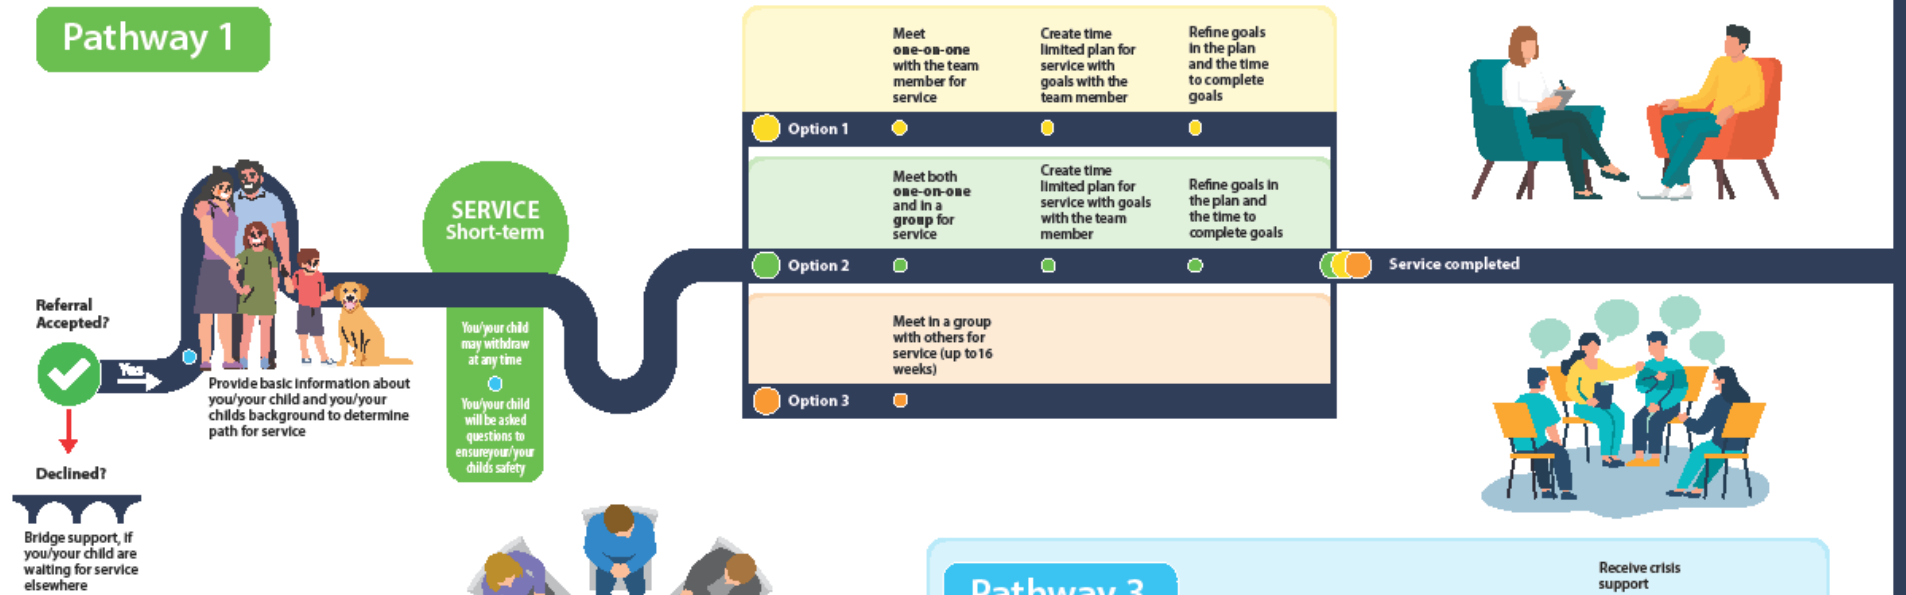 Pathway 1
Referral
Accepted?
Yes
Declined?
Bridge support, if
you/your child are
waiting for service
elsewhere
Provide basic information about
you/your child and you/your
childs background to determine
path for service
SERVICE
Short-term
You/your child
may withdraw
at any time
You/your child
will be asked
questions to
ensureyour/your
childs safety
Meet
one-on-one
with the team
member for
service
Create time
limited plan for
service with
goals with the
team member
Refine goals
in the plan
and the time
to complete
goals
Option 1
Meet both
one-on-one
and in a
group for
service
Create time
limited plan for
service with goals
with the team
member
Refine goals in
the plan and
the time to
complete goals
Option 2
Meet in a group
with others for
service (up to16
weeks)
Option 3
Service completed
Pathway 3
Receive crisis
support